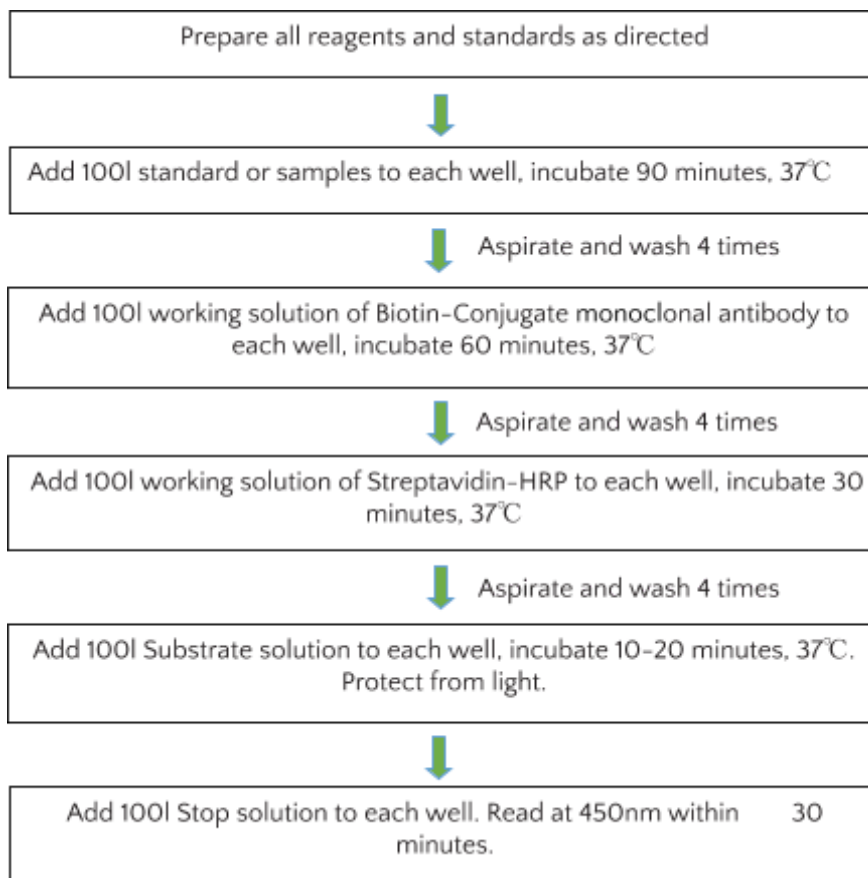 Prepare all reagents and standards as directed
Add 100l standard or samples to each well, incubate 90 minutes, 37℃
Aspirate and wash 4 times
Add 100l working solution of Biotin-Conjugate monoclonal antibody to
each well, incubate 60 minutes, 37℃
Aspirate and wash 4 times
Add 100l working solution of Streptavidin-HRP to each well, incubate 30
minutes, 37℃
Aspirate and wash 4 times
Add 100l Substrate solution to each well, incubate 10-20 minutes, 37℃.
Protect from light.
Add 100l Stop solution to each well. Read at 450nm within 30
minutes.